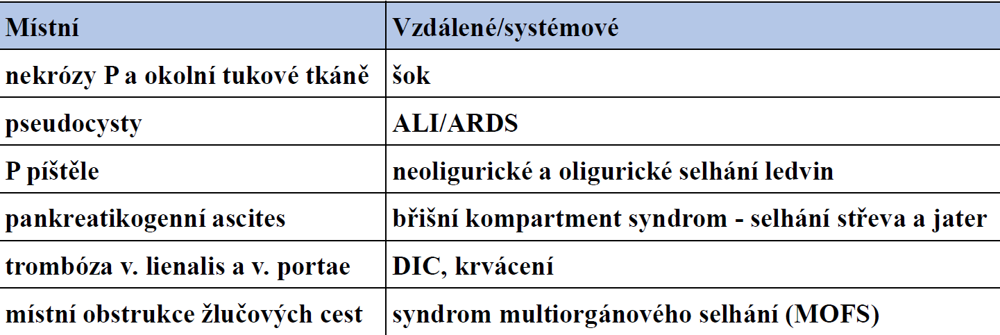 Místní Vzdálené/systémové
nekrózy P a okolní tukové tkáně šok
pseudocysty ALI/ARDS
P píštěle neoligurické a oligurické selhání ledvin
pankreatikogenní ascites břišní kompartment syndrom - selhání střeva a jater
trombóza v. lienalis a v. portae DIC, krvácení
místní obstrukce žlučových cest syndrom multiorgánového selhání (MOFS)